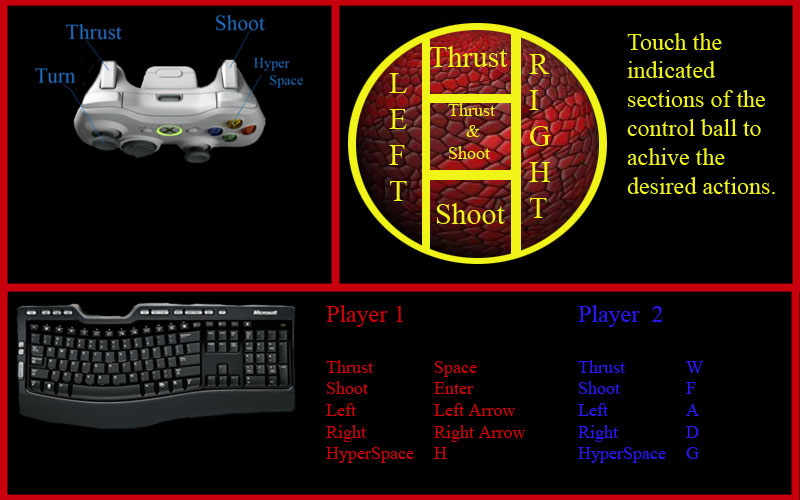 Thrust
Shoot
Hyper
Space
Turn
Thrust
Thrust
&
Shoot
Shoot
LEFT
RIGHT
Touch the
indicated
sections of the
control ball to
achive the
desired actions.
Microsoft
Player 1
Thrust Space
Shoot Enter
Left Left Arrow
Right Right Arrow
HyperSpace H
Player 2
Thrust W
Shoot F
Left A
Right D
HyperSpace G